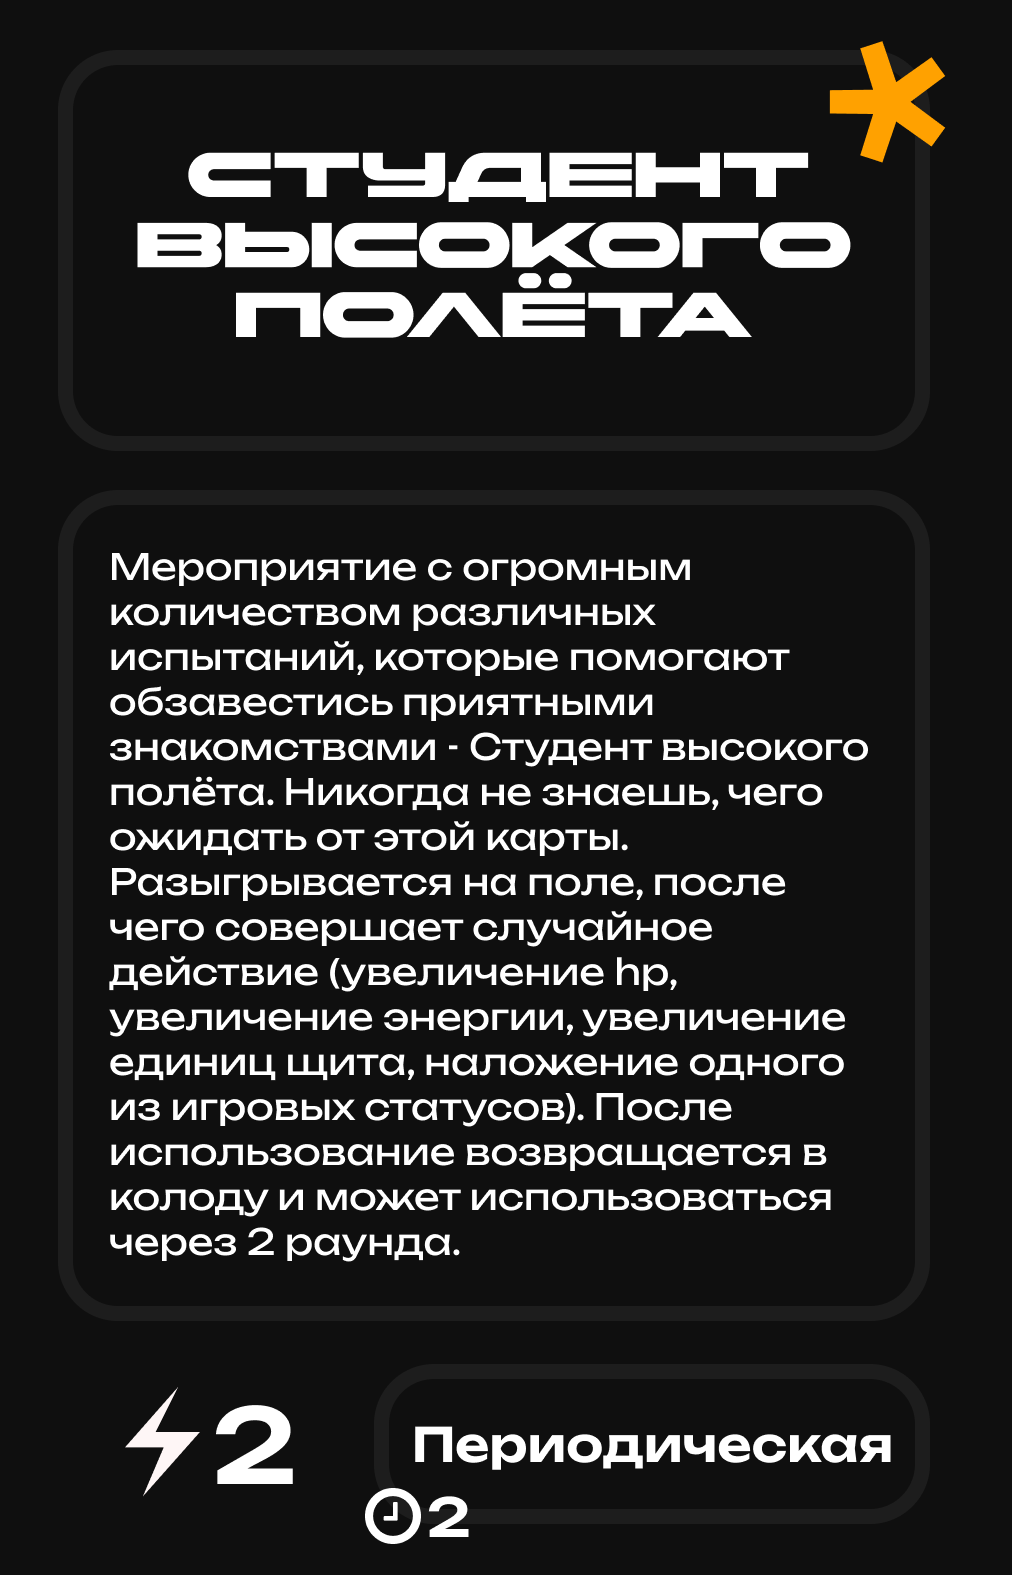 СТУДЕНТ
ВЫСОКОГО
ПОЛЁТА
Мероприятие с огромным
количеством различных
испытаний, которые помогают
обзавестись приятными
знакомствами - Студент высокого
полёта. Никогда не знаешь, чего
ожидать от этой карты.
Разыгрывается на поле, после
чего совершает случайное
действие (увеличение hp,
увеличение энергии, увеличение
единиц щита, наложение одного
из игровых статусов). После
использование возвращается в
колоду и может использоваться
через 2 раунда.
2
Периодическая
2